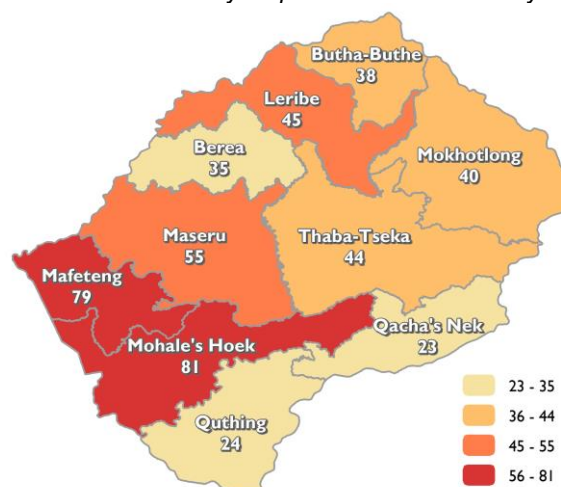 Butha-Buthe
38
Leribe
45
Berea
35
Mokhotlong
40
Maseru
55
Thaba-Tseka
44
Mafeteng
79
Qacha's Nek
23
Mohale's Hoek
81
Quthing
24
23 - 35
36 - 44
45 - 55
56 - 81